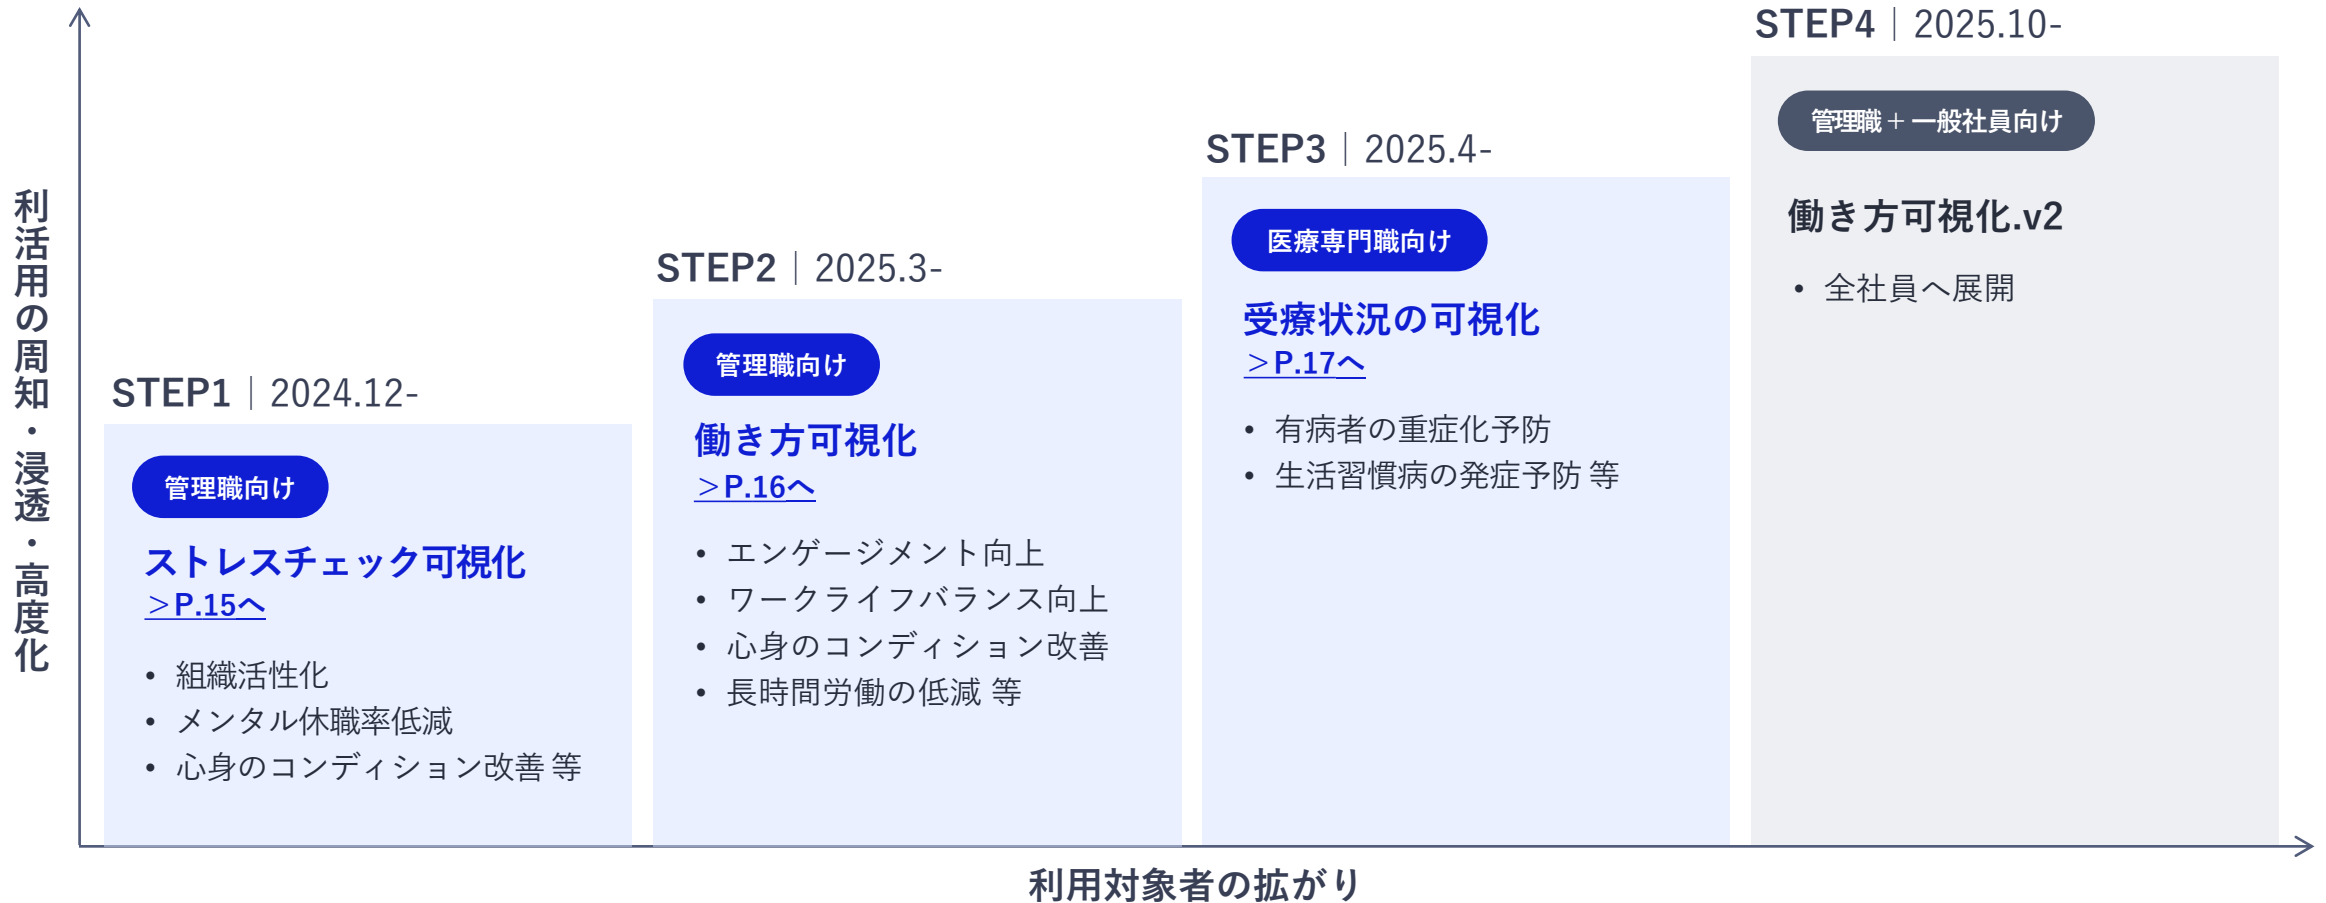 利活用の周知・浸透・高度化
STEP1｜2024.12-
管理職向け
ストレスチェック可視化
＞P.15へ
• 組織活性化
• メンタル休職率低減
• 心身のコンディション改善 等
STEP2｜2025.3-
管理職向け
働き方可視化
＞P.16へ
• エンゲージメント向上
• ワークライフバランス向上
• 心身のコンディション改善
• 長時間労働の低減 等
STEP3｜2025.4-
医療専門職向け
受療状況の可視化
＞P.17へ
• 有病者の重症化予防
• 生活習慣病の発症予防 等
STEP4｜2025.10-
管理職＋一般社員向け
働き方可視化.v2
• 全社員へ展開
利用対象者の拡がり